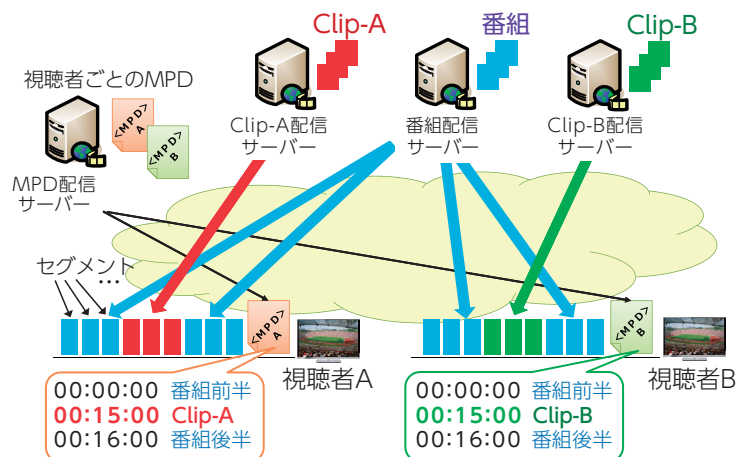 Clip-A
番組
Clip-B
視聴者ごとのMPD
<MPD>
A
<MPD>
B
Clip-A配信
サーバー
番組配信
サーバー
Clip-B配信
サーバー
MPD配信
サーバー
セグメント
…
<MPD>
A
<MPD>
B
視聴者A
視聴者B
00:00:00 番組前半
00:15:00 Clip-A
00:16:00 番組後半
00:00:00 番組前半
00:15:00 Clip-B
00:16:00 番組後半